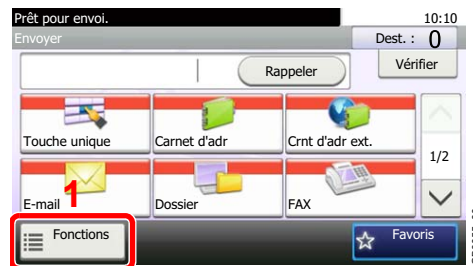 Prêt pour envoi.
10:10
Envoyer
Dest. : 0
Rappeler
Vérifier
Touche unique
Carnet d'adr
Crnt d'adr ext.
1/2
E-mail
Dossier
FAX
1
Fonctions
Favoris